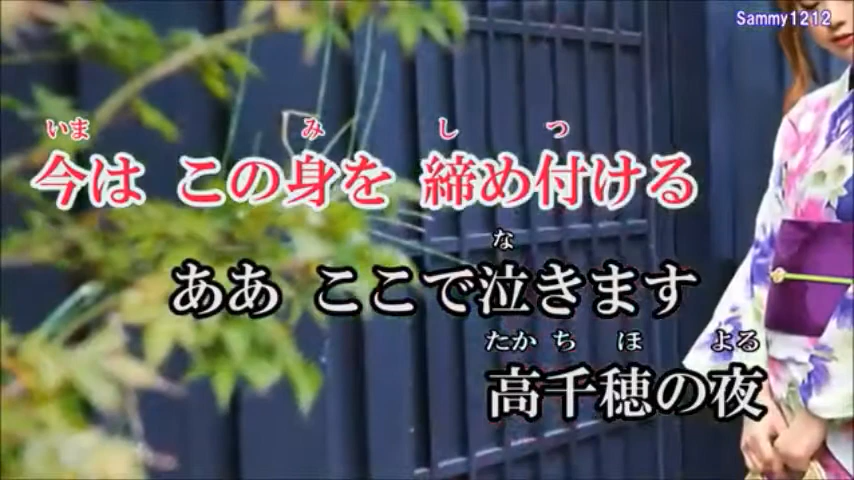 Sammy1212
いま み し つ
今は この身を 締め付ける
な
ああ ここで泣きます
たか ち ほ よる
高千穂の夜